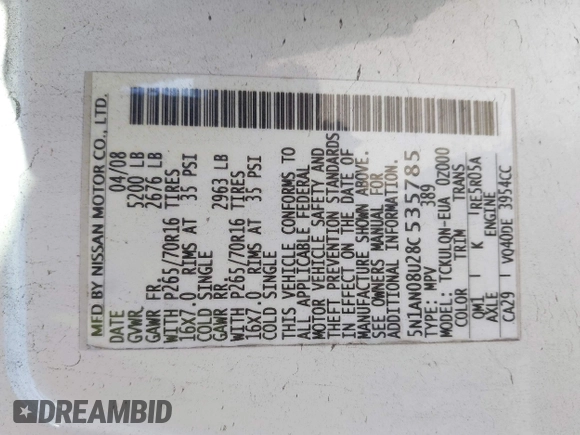 MFD BY NISSAN MOTOR CO., LTD.
DATE 04/08
GVWR 5200 LB
GAWR FR. 2676 LB
WITH P265/70R16 TIRES
16X7.0 RIMS AT 35 PSI
COLD SINGLE
GAWR RR. 2963 LB
WITH P265/70R16 TIRES
16X7.0 RIMS AT 35 PSI
COLD SINGLE
THIS VEHICLE CONFORMS TO
ALL APPLICABLE FEDERAL
MOTOR VEHICLE SAFETY AND
THEFT PREVENTION STANDARDS
IN EFFECT ON THE DATE OF
MANUFACTURE SHOWN ABOVE.
SEE OWNERS MANUAL FOR
ADDITIONAL INFORMATION.
5N1AN08U28C535785
TYPE: MPV 389
MODEL: TCKULQM-EUA 0Z000
COLOR TRIM TRANS
QM1 K RE5R05A
AXLE ENGINE
CA29 VQ40DE 3954CC
DREAMBID